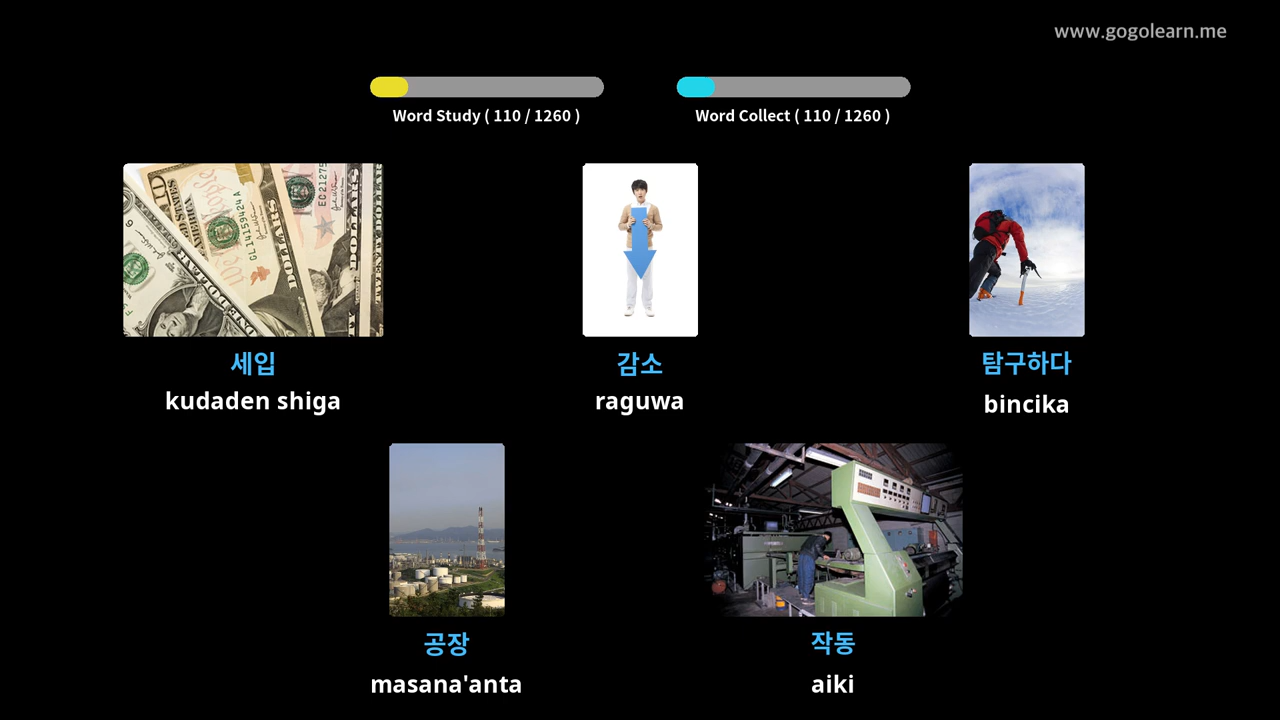 www.gogolearn.me
Word Study ( 110 / 1260 )
Word Collect ( 110 / 1260 )
세입
kudaden shiga
감소
raguwa
탐구하다
bincika
공장
masana'anta
작동
aiki